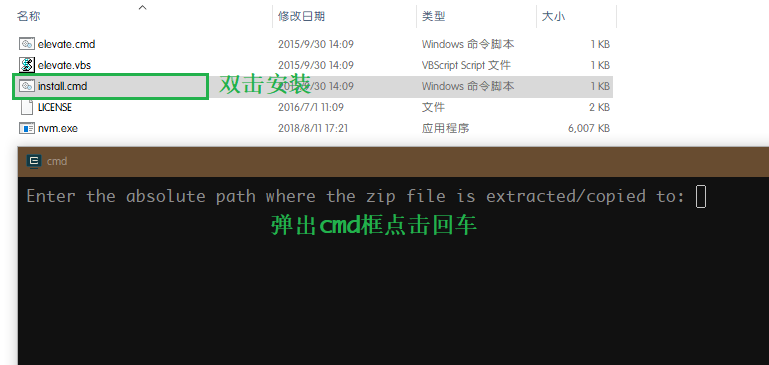 名称 修改日期 类型 大小
elevate.cmd 2015/9/30 14:09 Windows 命令脚本 1 KB
elevate.vbs 2015/9/30 14:09 VBScript Script 文件 1 KB
install.cmd 双击安装 2015/9/30 14:09 Windows 命令脚本 1 KB
LICENSE 2016/7/1 11:09 文件 2 KB
nvm.exe 2018/8/11 17:21 应用程序 6,007 KB
cmd
Enter the absolute path where the zip file is extracted/copied to:
弹出cmd框点击回车